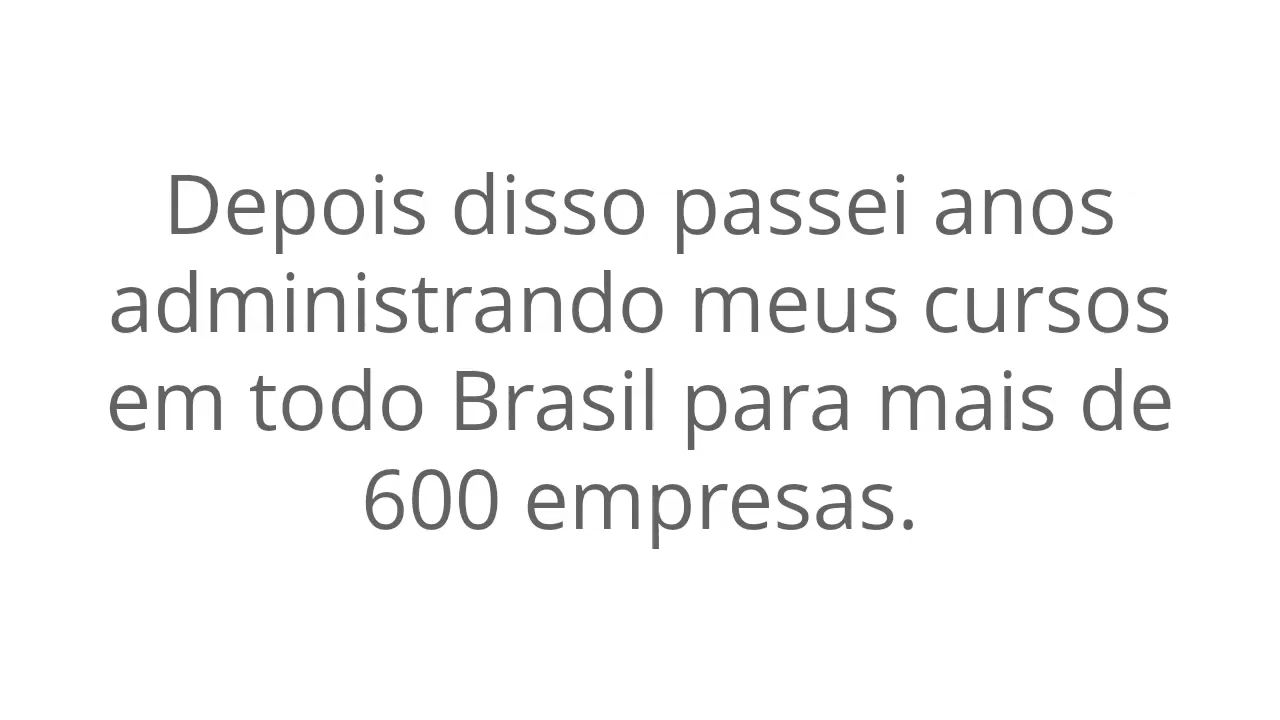 Depois disso passei anos
administrando meus cursos
em todo Brasil para mais de
600 empresas.